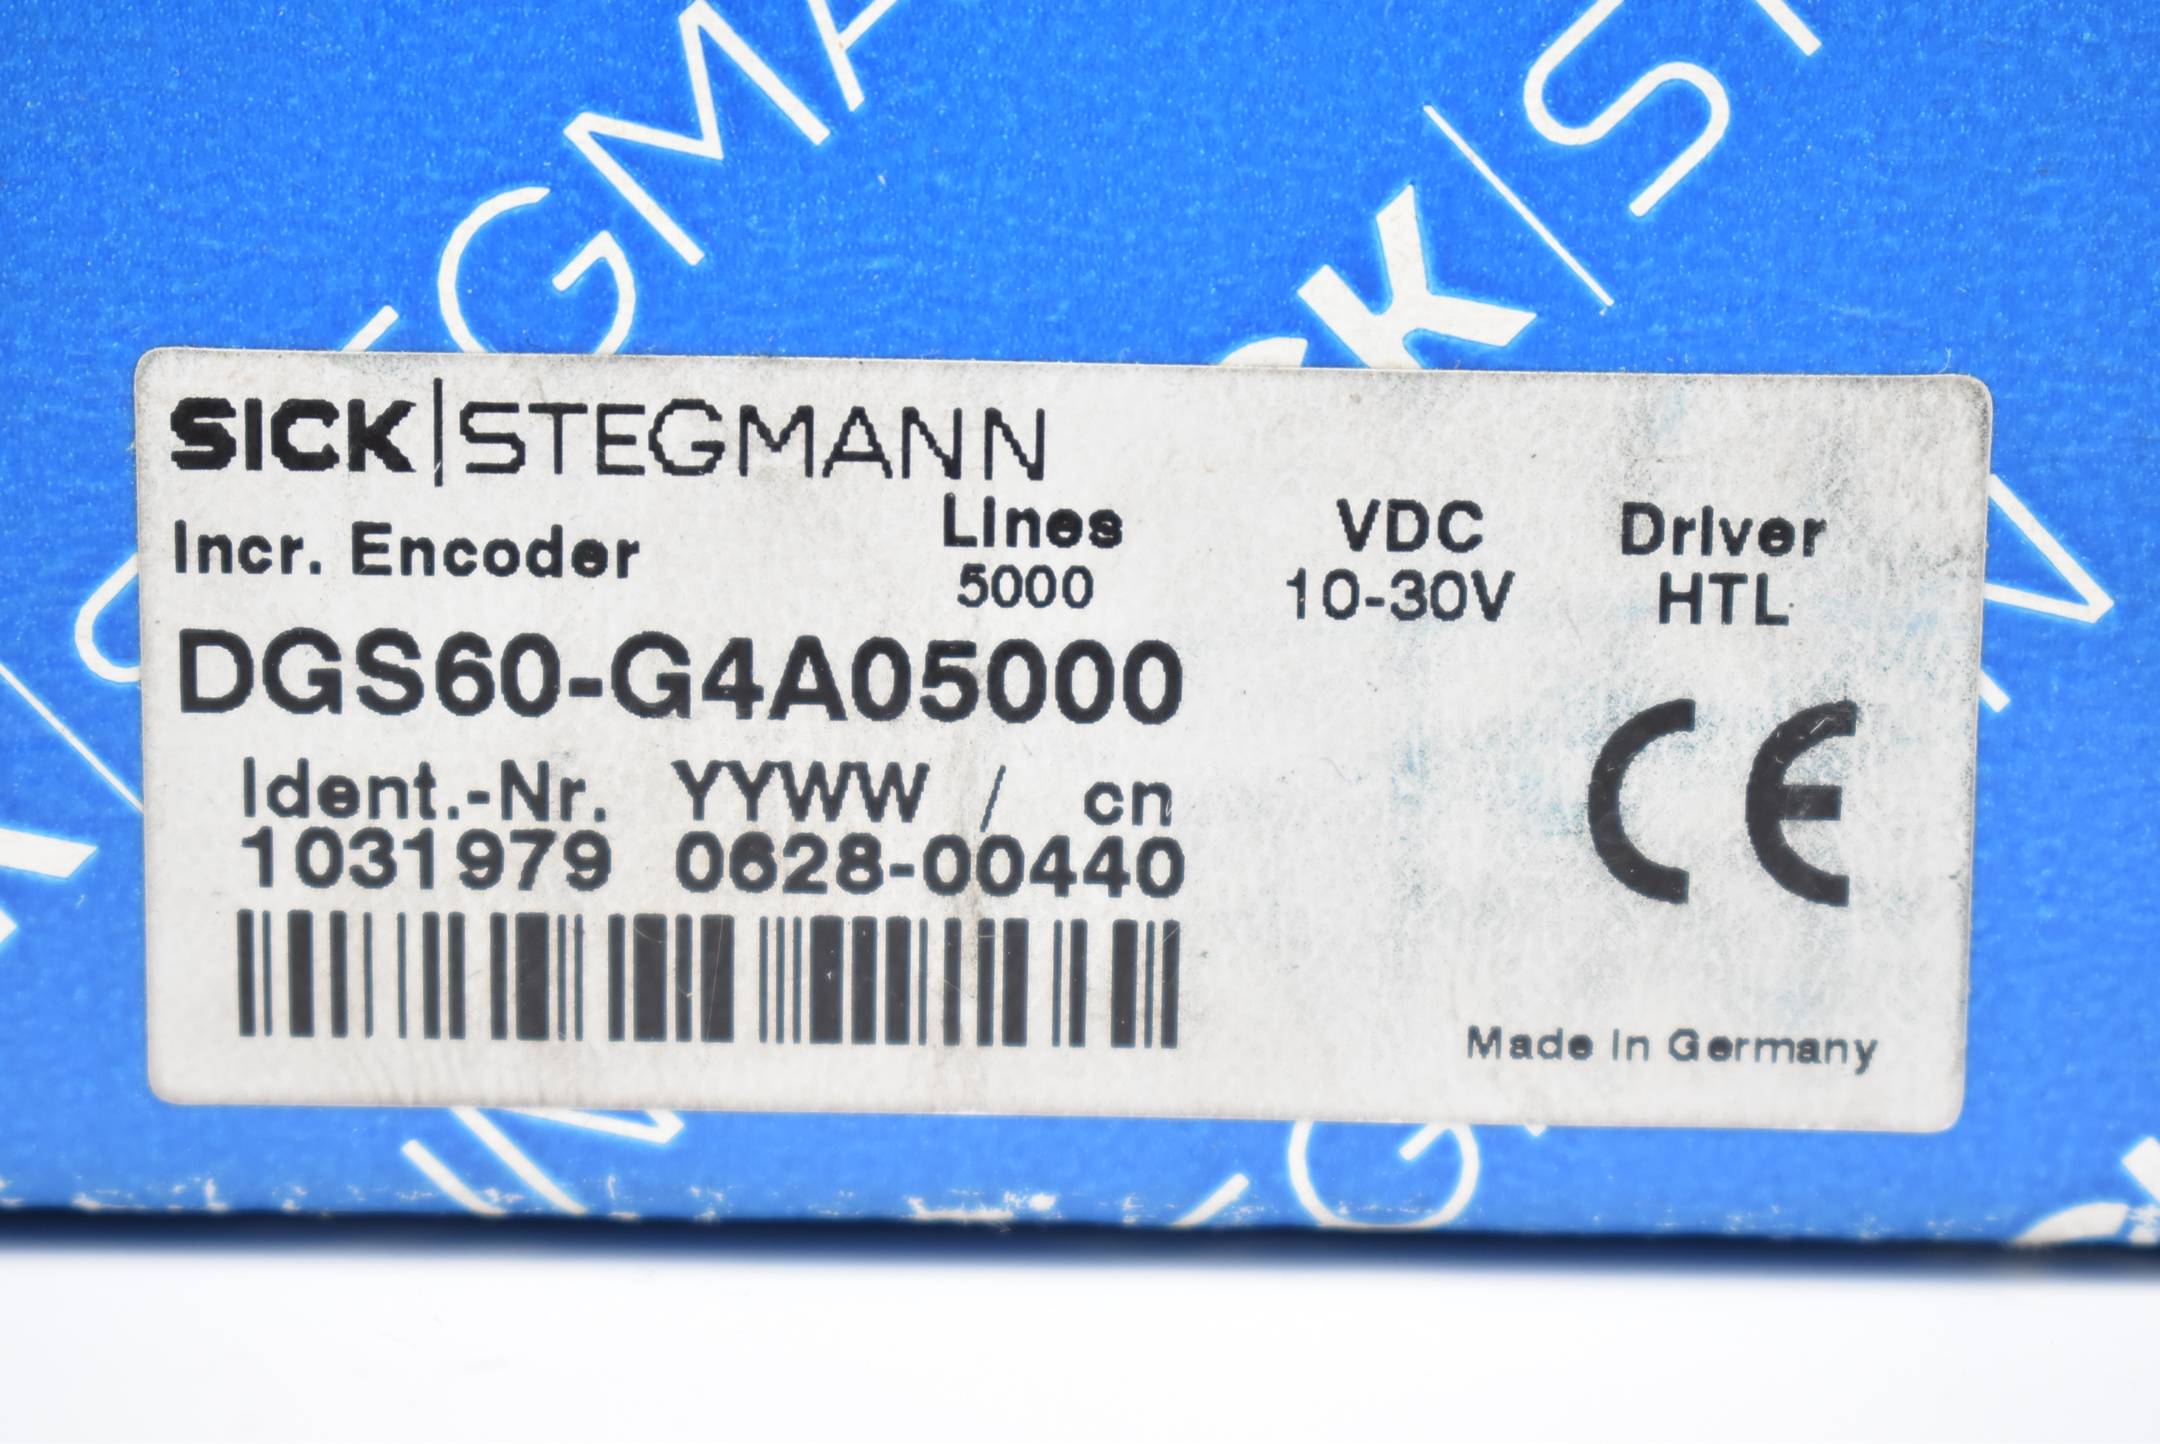 SICK|STEGMANN
Incr. Encoder
Lines
VDC
Driver
5000
10-30V
HTL
DGS60-G4A05000
Ident.-Nr. YYWW / cn
1031979 0628-00440
CE
Made in Germany